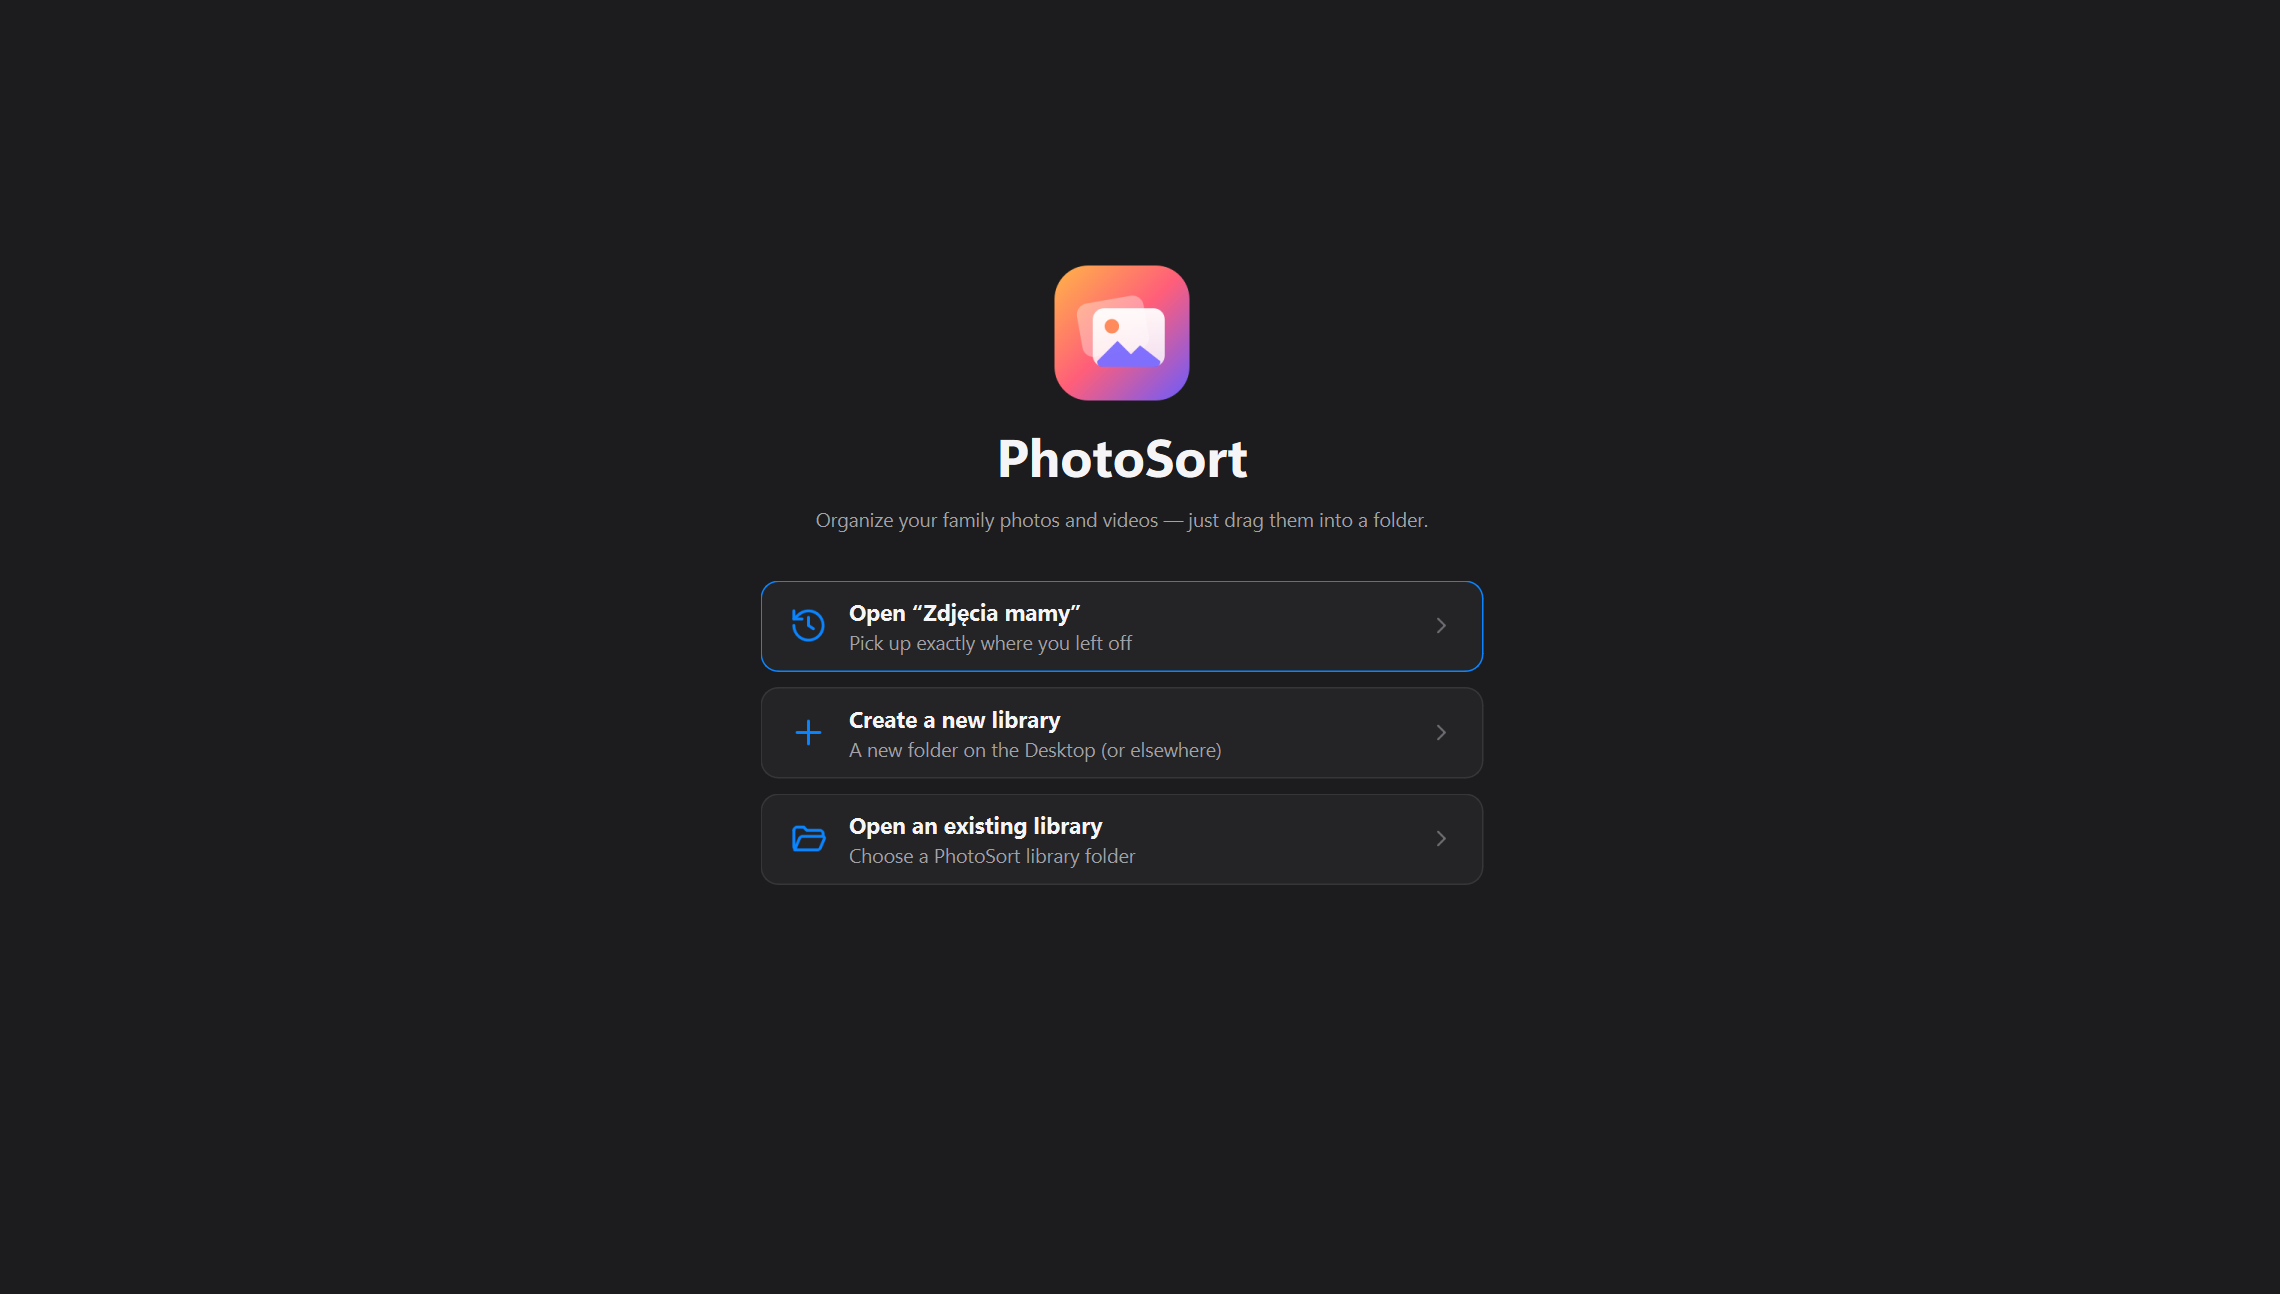 PhotoSort
Organize your family photos and videos — just drag them into a folder.
Open “Zdjęcia mamy”
Pick up exactly where you left off
Create a new library
A new folder on the Desktop (or elsewhere)
Open an existing library
Choose a PhotoSort library folder